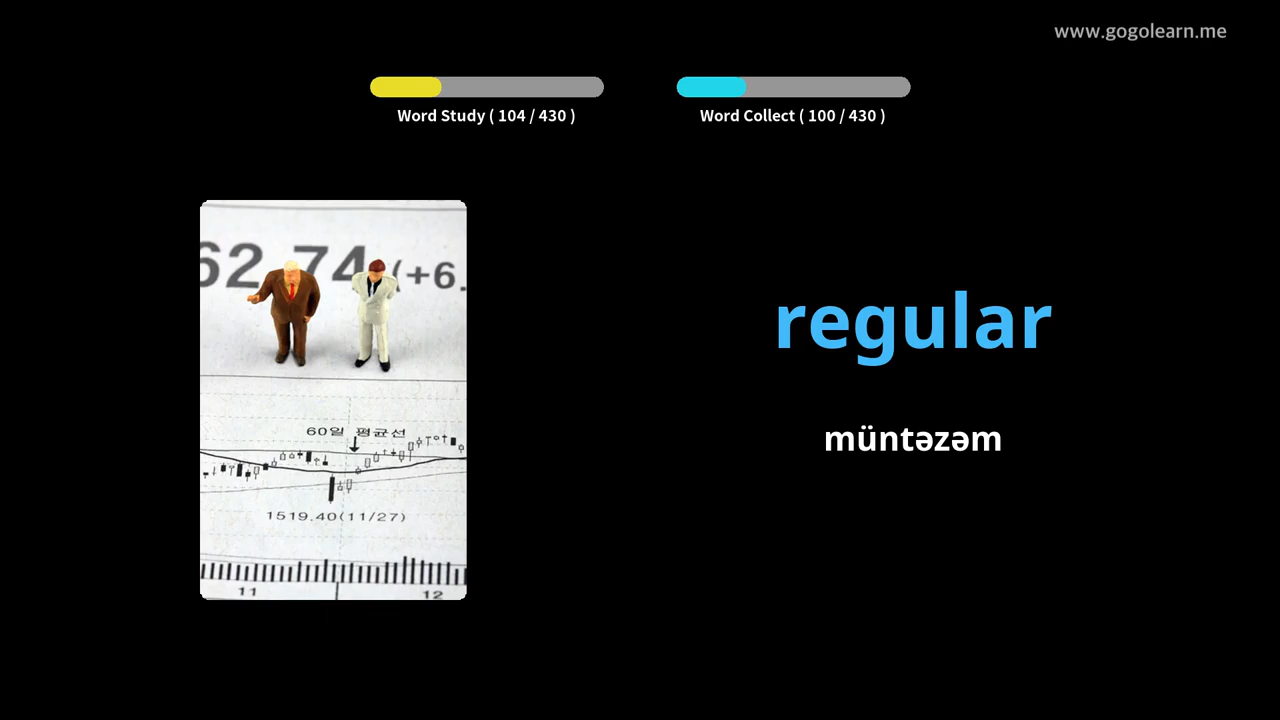 www.gogolearn.me
Word Study ( 104 / 430 )
Word Collect ( 100 / 430 )
62.74 (+6.
60일 평균선
1519.40(11/27)
11
12
regular
müntəzəm